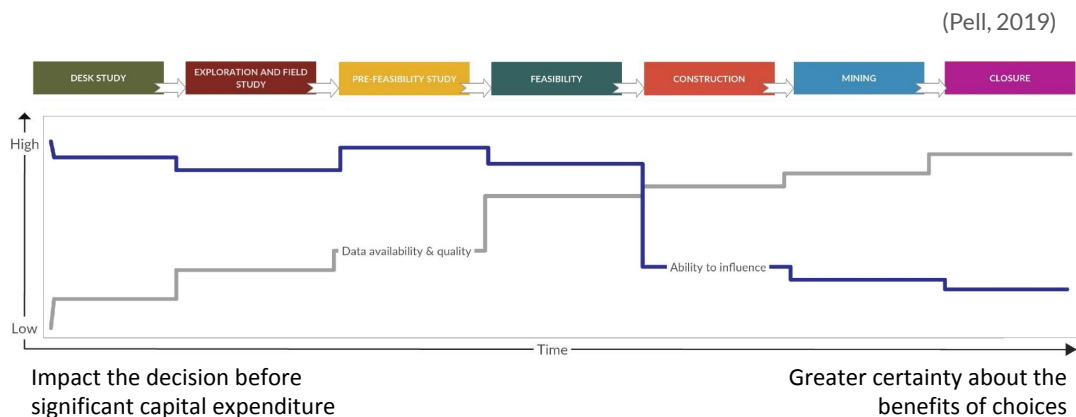 (Pell, 2019)
DESK STUDY
EXPLORATION AND FIELD
STUDY
PRE-FEASIBILITY STUDY
FEASIBILITY
CONSTRUCTION
MINING
CLOSURE
High
Data availability & quality
Ability to influence
Low
Time
Impact the decision before
significant capital expenditure
Greater certainty about the
benefits of choices